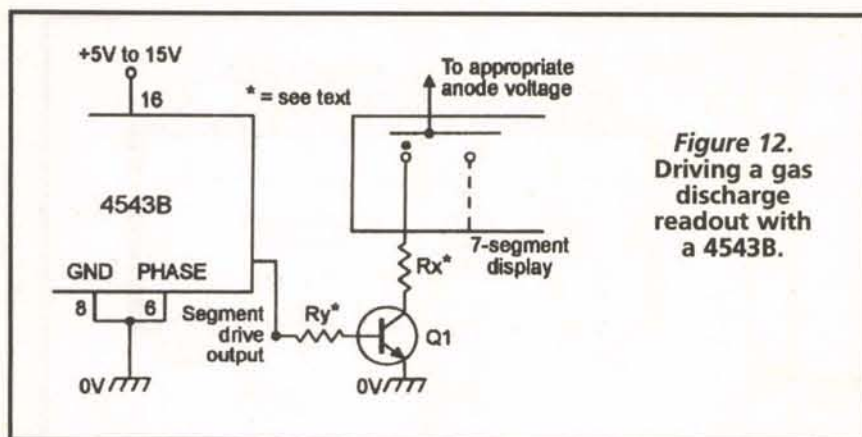 +5V to 15V
16
* = see text
To appropriate
anode voltage
4543B
GND PHASE
8 6
0V
Segment
drive
output
Ry*
Rx*
7-segment
display
Q1
0V
Figure 12.
Driving a gas
discharge
readout with
a 4543B.